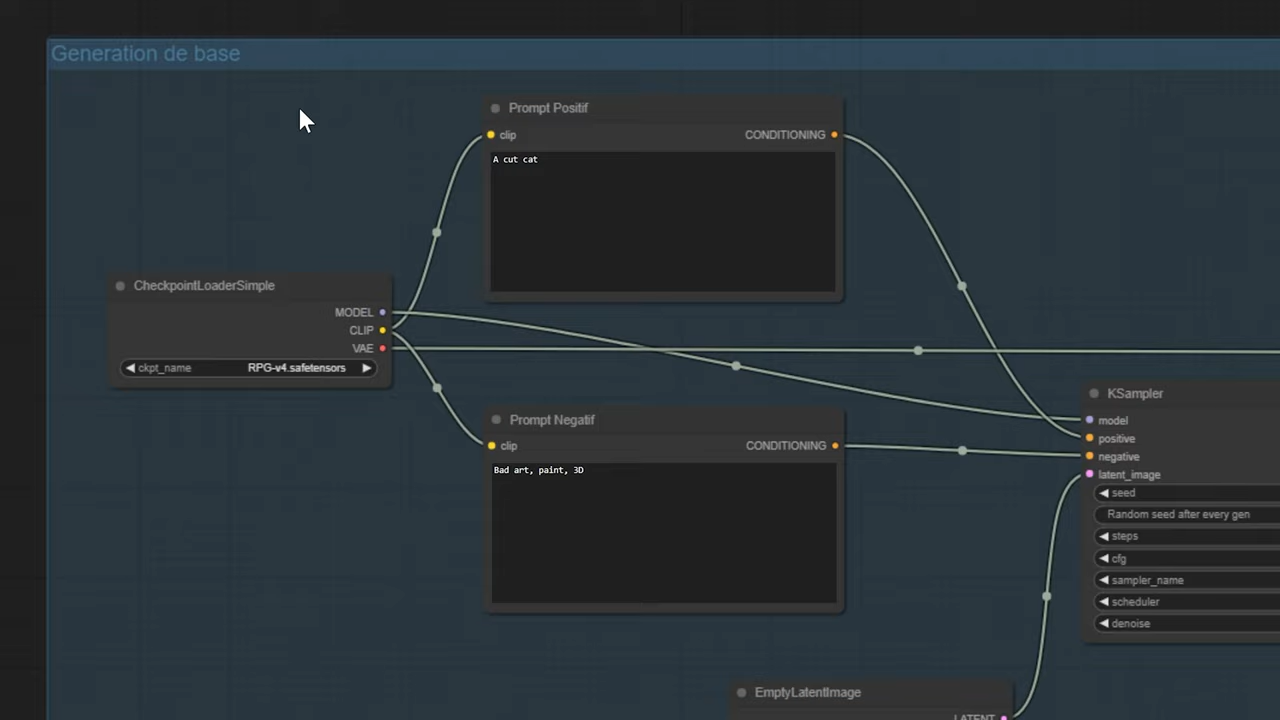 Generation de base
Prompt Positif
clip
CONDITIONING
A cut cat
CheckpointLoaderSimple
MODEL
CLIP
VAE
ckpt_name
RPG-v4.safetensors
Prompt Negatif
clip
CONDITIONING
Bad art, paint, 3D
KSampler
model
positive
negative
latent_image
seed
Random seed after every gen
steps
cfg
sampler_name
scheduler
denoise
EmptyLatentImage
LATENT